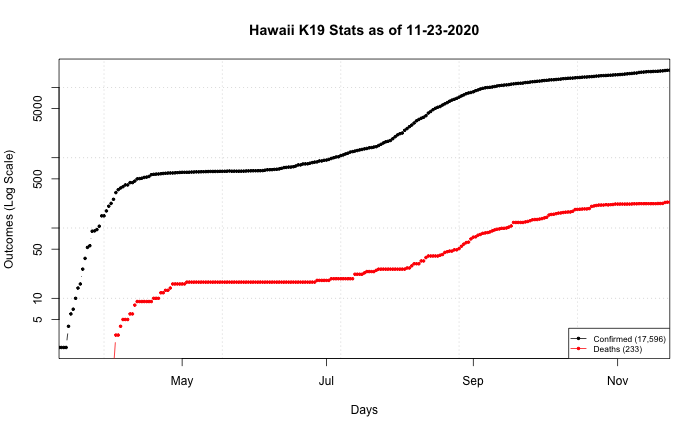 Hawaii K19 Stats as of 11-23-2020
Outcomes (Log Scale)
5000
500
50
10
5
May Jul Sep Nov
Days
Confirmed (17,596)
Deaths (233)